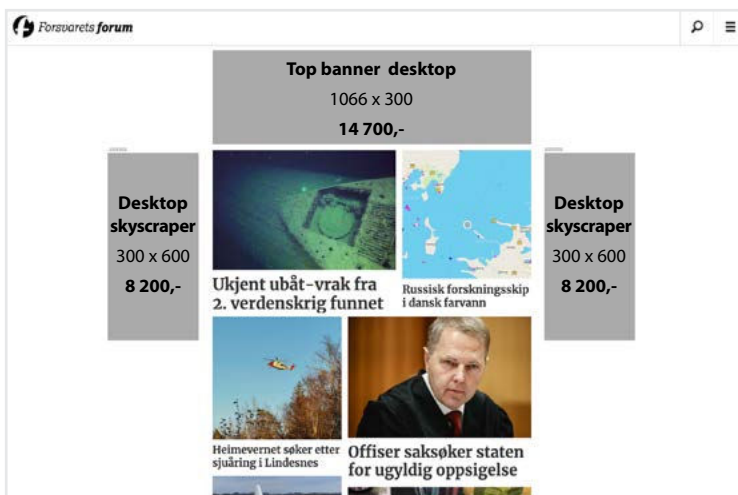 Forsvarets forum
Top banner desktop
1066 x 300
14 700,-
Desktop
skyscraper
300 x 600
8 200,-
Desktop
skyscraper
300 x 600
8 200,-
Ukjent ubåt-vrak fra
2. verdenskrig funnet
Russisk forskningsskip
i dansk farvann
Heimevernet søker etter
sjuåring i Lindesnes
Offiser saksøker staten
for ugyldig oppsigelse